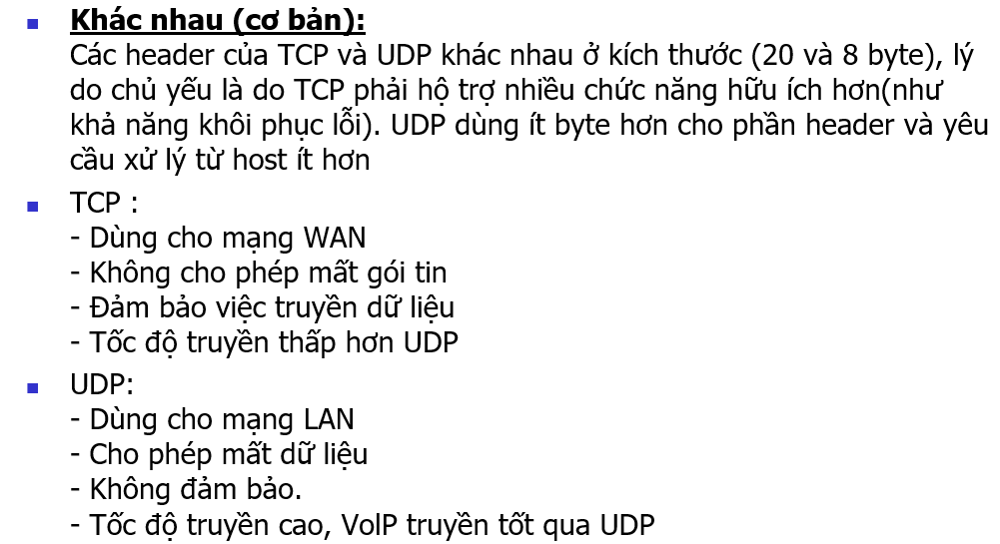 Khác nhau (cơ bản):
Các header của TCP và UDP khác nhau ở kích thước (20 và 8 byte), lý
do chủ yếu là do TCP phải hộ trợ nhiều chức năng hữu ích hơn(như
khả năng khôi phục lỗi). UDP dùng ít byte hơn cho phần header và yêu
cầu xử lý từ host ít hơn
TCP :
- Dùng cho mạng WAN
- Không cho phép mất gói tin
- Đảm bảo việc truyền dữ liệu
- Tốc độ truyền thấp hơn UDP
UDP:
- Dùng cho mạng LAN
- Cho phép mất dữ liệu
- Không đảm bảo.
- Tốc độ truyền cao, VolP truyền tốt qua UDP